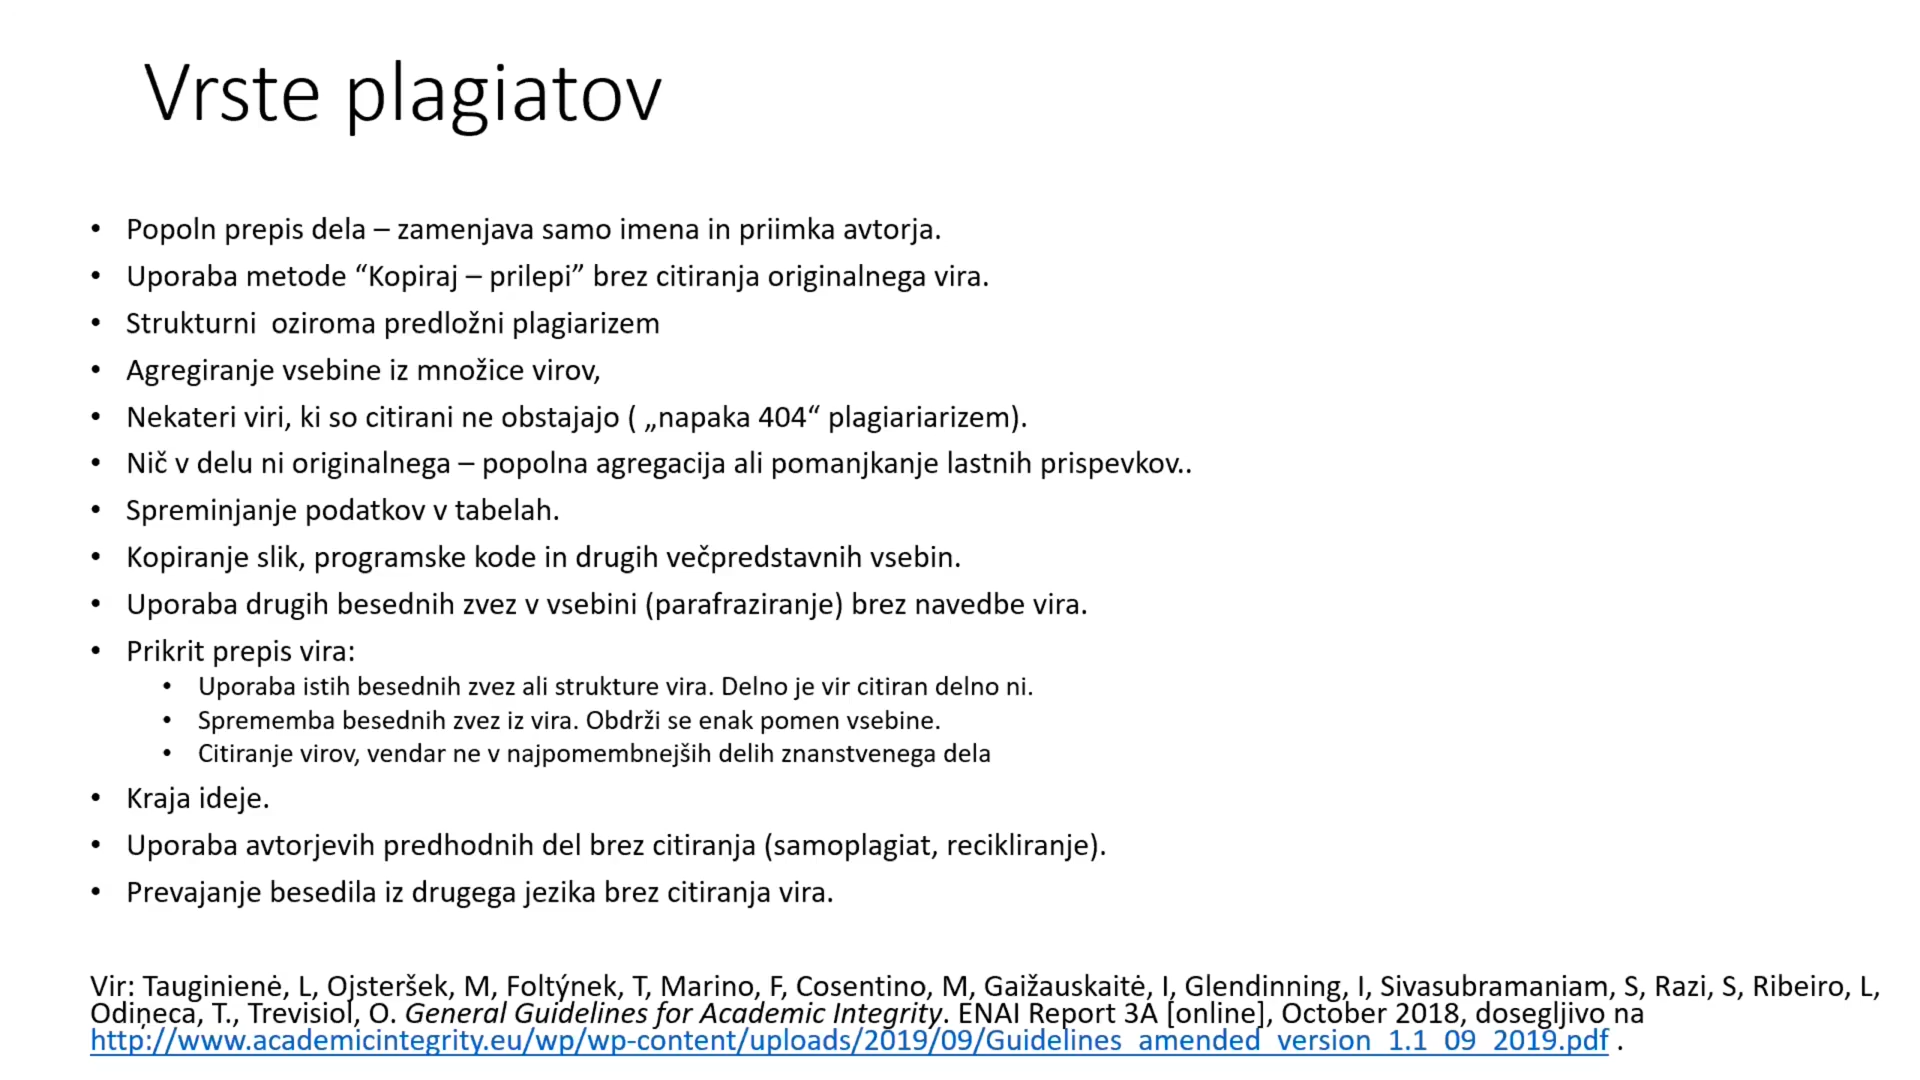 Vrste plagiatov
• Popoln prepis dela – zamenjava samo imena in priimka avtorja.
• Uporaba metode “Kopiraj – prilepi” brez citiranja originalnega vira.
• Strukturni  oziroma predložni plagiarizem
• Agregiranje vsebine iz množice virov,
• Nekateri viri, ki so citirani ne obstajajo ( „napaka 404“ plagiariarizem).
• Nič v delu ni originalnega – popolna agregacija ali pomanjkanje lastnih prispevkov..
• Spreminjanje podatkov v tabelah.
• Kopiranje slik, programske kode in drugih večpredstavnih vsebin.
• Uporaba drugih besednih zvez v vsebini (parafraziranje) brez navedbe vira.
• Prikrit prepis vira:
• Uporaba istih besednih zvez ali strukture vira. Delno je vir citiran delno ni.
• Sprememba besednih zvez iz vira. Obdrži se enak pomen vsebine.
• Citiranje virov, vendar ne v najpomembnejših delih znanstvenega dela
• Kraja ideje.
• Uporaba avtorjevih predhodnih del brez citiranja (samoplagiat, recikliranje).
• Prevajanje besedila iz drugega jezika brez citiranja vira.
Vir: Tauginienė, L, Ojsteršek, M, Foltýnek, T, Marino, F, Cosentino, M, Gaižauskaitė, I, Glendinning, I, Sivasubramaniam, S, Razi, S, Ribeiro, L,
Odiņeca, T., Trevisiol, O. General Guidelines for Academic Integrity. ENAI Report 3A [online], October 2018, dosegljivo na
http://www.academicintegrity.eu/wp/wp-content/uploads/2019/09/Guidelines_amended_version_1.1_09_2019.pdf .